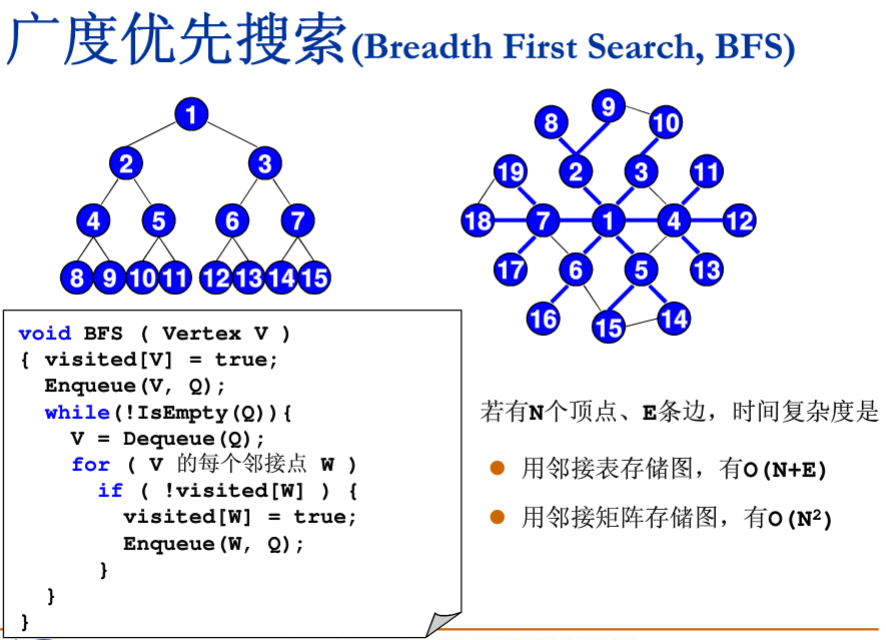 广度优先搜索(Breadth First Search, BFS)
1
2 3
4 5 6 7
8 9 10 11 12 13 14 15
9
8 10
19 2 3 11
18 7 1 4 12
17 6 5 13
16 15 14
void BFS ( Vertex V )
{ visited[V] = true;
Enqueue(V, Q);
while(!IsEmpty(Q)){
V = Dequeue(Q);
for ( V 的每个邻接点 W )
if ( !visited[W] ) {
visited[W] = true;
Enqueue(W, Q);
}
}
}
若有N个顶点、E条边，时间复杂度是
用邻接表存储图，有O(N+E)
用邻接矩阵存储图，有O(N²)